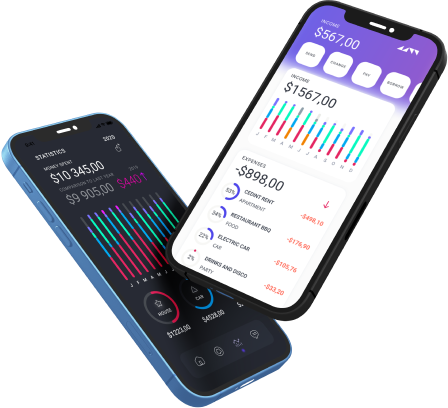 INCOME
$567,00
SEND
CHANGE
PAY
BORROW
INCOME
$1567,00
J F M A M J J A S O N D
EXPENSES
-$898,00
53% CEDINT RENT
APARTMENT
-$498,10
34% RESTAURANT BBQ
FOOD
-$176,90
22% ELECTRIC CAR
CAR
-$105,76
2% DRINKS AND DISCO
PARTY
-$33,20
STATISTICS
2020
MONEY SPENT
$10 345,00
COMPARISON TO LAST YEAR
2019
$9 905,00 $4401
J F M A M
HOUSE
CAR
$1223,00
$4528,00